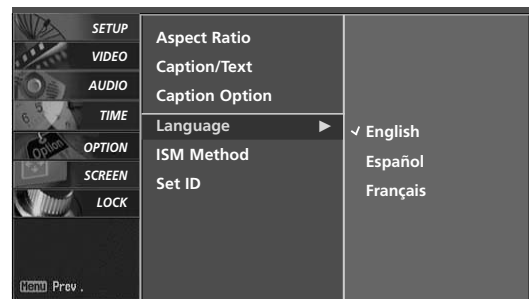 SETUP
VIDEO
AUDIO
TIME
OPTION
SCREEN
LOCK
Menu Prev.
Aspect Ratio
Caption/Text
Caption Option
Language ►
ISM Method
Set ID
✓ English
Español
Français